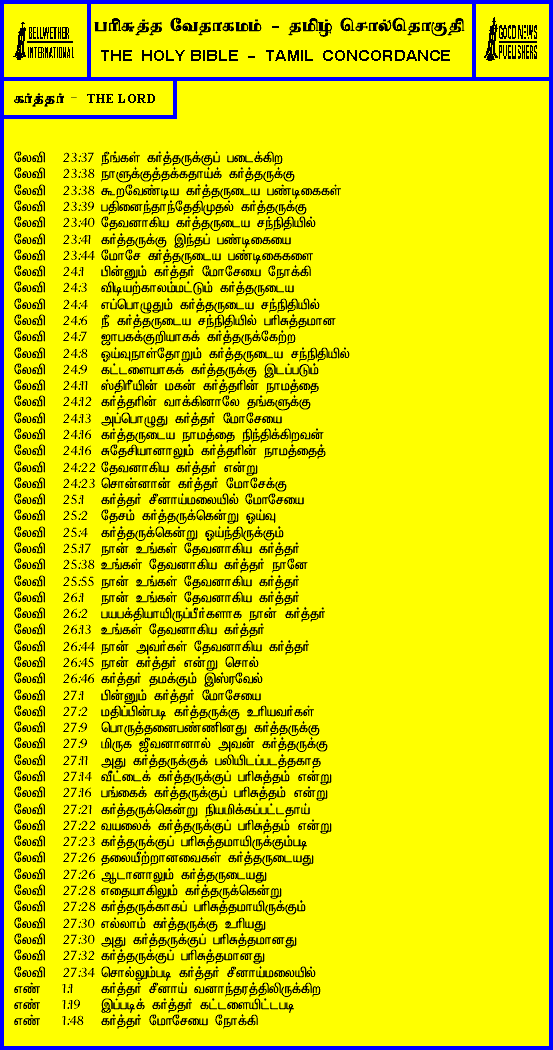 BELLWETHER
INTERNATIONAL
பரிசுத்த வேதாகமம் - தமிழ் சொல்தொகுதி
THE HOLY BIBLE - TAMIL CONCORDANCE
GOOD NEWS
PUBLISHERS
கர்த்தர் - THE LORD
லேவி 23:37 நீங்கள் கர்த்தருக்குப் படைக்கிற
லேவி 23:38 நாளுக்குத்தக்கதாய்க் கர்த்தருக்கு
லேவி 23:38 கூறவேண்டிய கர்த்தருடைய பண்டிகைகள்
லேவி 23:39 பதினைந்தாந்தேதிமுதல் கர்த்தருக்கு
லேவி 23:40 தேவனாகிய கர்த்தருடைய சந்நிதியில்
லேவி 23:41 கர்த்தருக்கு இந்தப் பண்டிகையை
லேவி 23:44 மோசே கர்த்தருடைய பண்டிகைகளை
லேவி 24:1 பின்னும் கர்த்தர் மோசேயை நோக்கி
லேவி 24:3 விடியற்காலம்மட்டும் கர்த்தருடைய
லேவி 24:4 எப்பொழுதும் கர்த்தருடைய சந்நிதியில்
லேவி 24:6 நீ கர்த்தருடைய சந்நிதியில் பரிசுத்தமான
லேவி 24:7 ஜாபகக்குறியாகக் கர்த்தருக்கேற்ற
லேவி 24:8 ஓய்வுநாள்தோறும் கர்த்தருடைய சந்நிதியில்
லேவி 24:9 கட்டளையாகக் கர்த்தருக்கு இடப்படும்
லேவி 24:11 ஸ்திரீயின் மகன் கர்த்தரின் நாமத்தை
லேவி 24:12 கர்த்தரின் வாக்கினாலே தங்களுக்கு
லேவி 24:13 அப்பொழுது கர்த்தர் மோசேயை
லேவி 24:16 கர்த்தருடைய நாமத்தை நிந்திக்கிறவன்
லேவி 24:16 சுதேசியானாலும் கர்த்தரின் நாமத்தைத்
லேவி 24:22 தேவனாகிய கர்த்தர் என்று
லேவி 24:23 சொன்னான் கர்த்தர் மோசேக்கு
லேவி 25:1 கர்த்தர் சீனாய்மலையில் மோசேயை
லேவி 25:2 தேசம் கர்த்தருக்கென்று ஓய்வு
லேவி 25:4 கர்த்தருக்கென்று ஓய்ந்திருக்கும்
லேவி 25:17 நான் உங்கள் தேவனாகிய கர்த்தர்
லேவி 25:38 உங்கள் தேவனாகிய கர்த்தர் நானே
லேவி 25:55 நான் உங்கள் தேவனாகிய கர்த்தர்
லேவி 26:1 நான் உங்கள் தேவனாகிய கர்த்தர்
லேவி 26:2 பயபக்தியாயிருப்பீர்களாக நான் கர்த்தர்
லேவி 26:13 உங்கள் தேவனாகிய கர்த்தர்
லேவி 26:44 நான் அவர்கள் தேவனாகிய கர்த்தர்
லேவி 26:45 நான் கர்த்தர் என்று சொல்
லேவி 26:46 கர்த்தர் தமக்கும் இஸ்ரவேல்
லேவி 27:1 பின்னும் கர்த்தர் மோசேயை
லேவி 27:2 மதிப்பின்படி கர்த்தருக்கு உரியவர்கள்
லேவி 27:9 பொருத்தனைபண்ணினது கர்த்தருக்கு
லேவி 27:9 மிருக ஜீவனானால் அவன் கர்த்தருக்கு
லேவி 27:11 அது கர்த்தருக்குக் பலியிடப்படத்தகாத
லேவி 27:14 வீட்டைக் கர்த்தருக்குப் பரிசுத்தம் என்று
லேவி 27:16 பங்கைக் கர்த்தருக்குப் பரிசுத்தம் என்று
லேவி 27:21 கர்த்தருக்கென்று நியமிக்கப்பட்டதாய்
லேவி 27:22 வயலைக் கர்த்தருக்குப் பரிசுத்தம் என்று
லேவி 27:23 கர்த்தருக்குப் பரிசுத்தமாயிருக்கும்படி
லேவி 27:26 தலையீற்றானவைகள் கர்த்தருடையது
லேவி 27:26 ஆடானாலும் கர்த்தருடையது
லேவி 27:28 எதையாகிலும் கர்த்தருக்கென்று
லேவி 27:28 கர்த்தருக்காகப் பரிசுத்தமாயிருக்கும்
லேவி 27:30 எல்லாம் கர்த்தருக்கு உரியது
லேவி 27:30 அது கர்த்தருக்குப் பரிசுத்தமானது
லேவி 27:32 கர்த்தருக்குப் பரிசுத்தமானது
லேவி 27:34 சொல்லும்படி கர்த்தர் சீனாய்மலையில்
எண் 1:1 கர்த்தர் சீனாய் வனாந்தரத்திலிருக்கிற
எண் 1:19 இப்படிக் கர்த்தர் கட்டளையிட்டபடி
எண் 1:48 கர்த்தர் மோசேயை நோக்கி